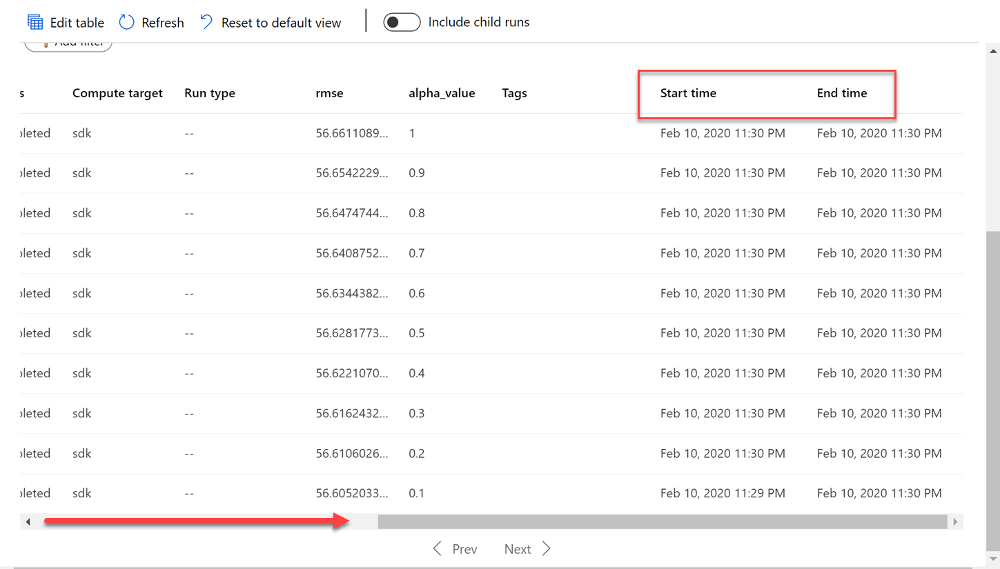 Edit table Refresh Reset to default view Include child runs
Add filter
s Compute target Run type rmse alpha_value Tags Start time End time
pleted sdk -- 56.6611089... 1 Feb 10, 2020 11:30 PM Feb 10, 2020 11:30 PM
pleted sdk -- 56.6542229... 0.9 Feb 10, 2020 11:30 PM Feb 10, 2020 11:30 PM
pleted sdk -- 56.6474744... 0.8 Feb 10, 2020 11:30 PM Feb 10, 2020 11:30 PM
pleted sdk -- 56.6408752... 0.7 Feb 10, 2020 11:30 PM Feb 10, 2020 11:30 PM
pleted sdk -- 56.6344382... 0.6 Feb 10, 2020 11:30 PM Feb 10, 2020 11:30 PM
pleted sdk -- 56.6281773... 0.5 Feb 10, 2020 11:30 PM Feb 10, 2020 11:30 PM
pleted sdk -- 56.6221070... 0.4 Feb 10, 2020 11:30 PM Feb 10, 2020 11:30 PM
pleted sdk -- 56.6162432... 0.3 Feb 10, 2020 11:30 PM Feb 10, 2020 11:30 PM
pleted sdk -- 56.6106026... 0.2 Feb 10, 2020 11:30 PM Feb 10, 2020 11:30 PM
pleted sdk -- 56.6052033... 0.1 Feb 10, 2020 11:29 PM Feb 10, 2020 11:30 PM
Prev Next